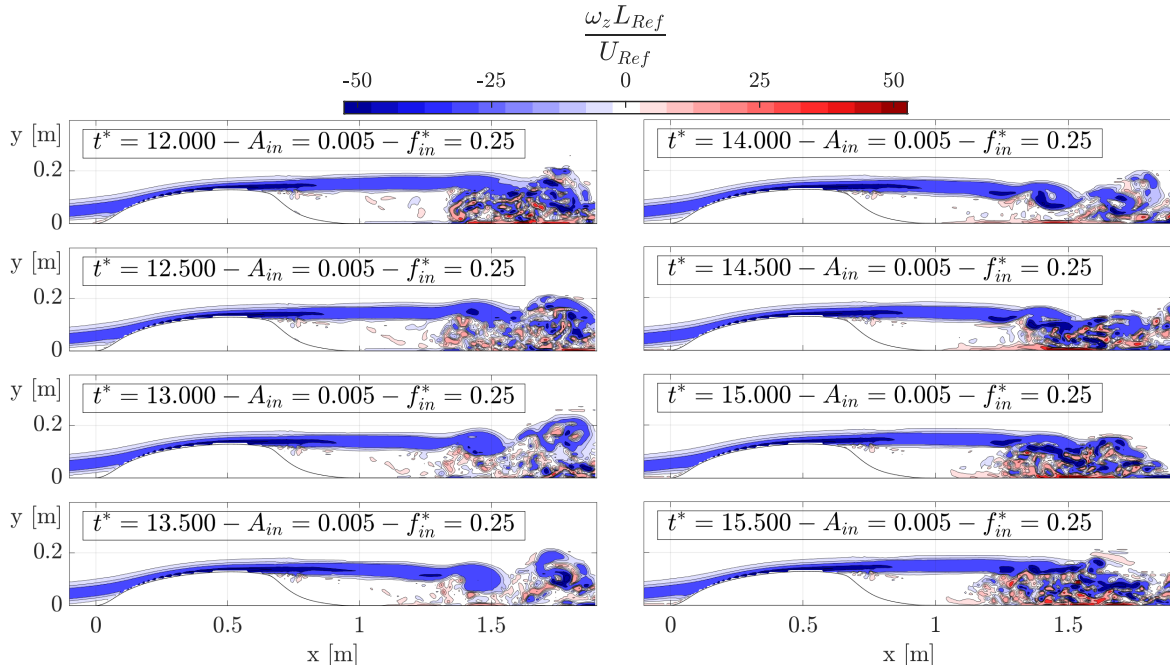 ω_z L_Ref
U_Ref
-50 -25 0 25 50
y [m]
t* = 12.000 − A_in = 0.005 − f*_in = 0.25
0.2
0
t* = 14.000 − A_in = 0.005 − f*_in = 0.25
y [m]
t* = 12.500 − A_in = 0.005 − f*_in = 0.25
0.2
0
t* = 14.500 − A_in = 0.005 − f*_in = 0.25
y [m]
t* = 13.000 − A_in = 0.005 − f*_in = 0.25
0.2
0
t* = 15.000 − A_in = 0.005 − f*_in = 0.25
y [m]
t* = 13.500 − A_in = 0.005 − f*_in = 0.25
0.2
0
t* = 15.500 − A_in = 0.005 − f*_in = 0.25
0 0.5 1 1.5
x [m]
0 0.5 1 1.5
x [m]